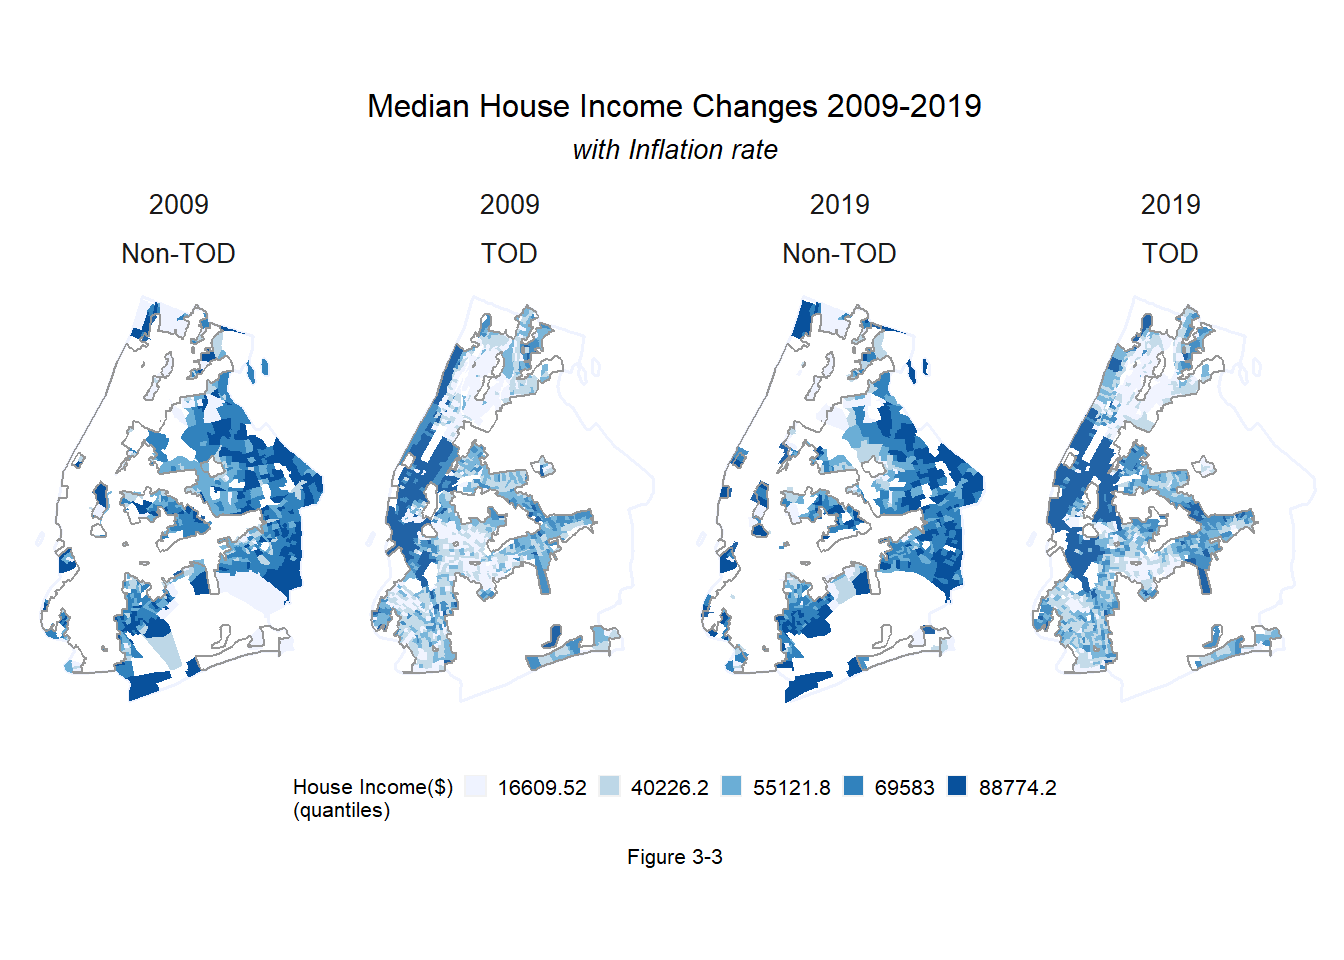 Median House Income Changes 2009-2019
with Inflation rate
2009 2009 2019 2019
Non-TOD TOD Non-TOD TOD
House Income($) 16609.52 40226.2 55121.8 69583 88774.2
(quantiles)
Figure 3-3